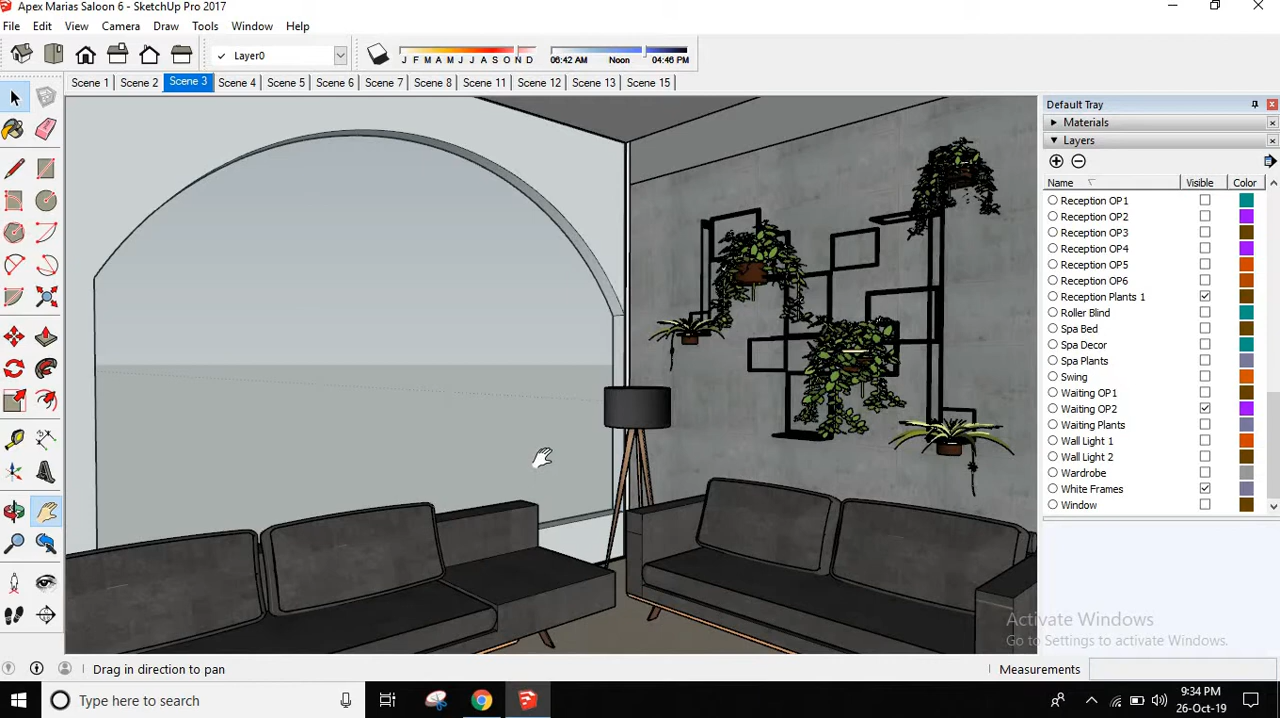 Apex Marias Saloon 6 - SketchUp Pro 2017
File Edit View Camera Draw Tools Window Help
Layer0
J F M A M J J A S O N D
06:42 AM Noon 04:46 PM
Scene 1 Scene 2 Scene 3 Scene 4 Scene 5 Scene 6 Scene 7 Scene 8 Scene 11 Scene 12 Scene 13 Scene 15
Default Tray
Materials
Layers
Name Visible Color
Reception OP1
Reception OP2
Reception OP3
Reception OP4
Reception OP5
Reception OP6
Reception Plants 1
Roller Blind
Spa Bed
Spa Decor
Spa Plants
Swing
Waiting OP1
Waiting OP2
Waiting Plants
Wall Light 1
Wall Light 2
Wardrobe
White Frames
Window
Activate Windows
Go to Settings to activate Windows.
Drag in direction to pan
Measurements
Type here to search
9:34 PM
26-Oct-19